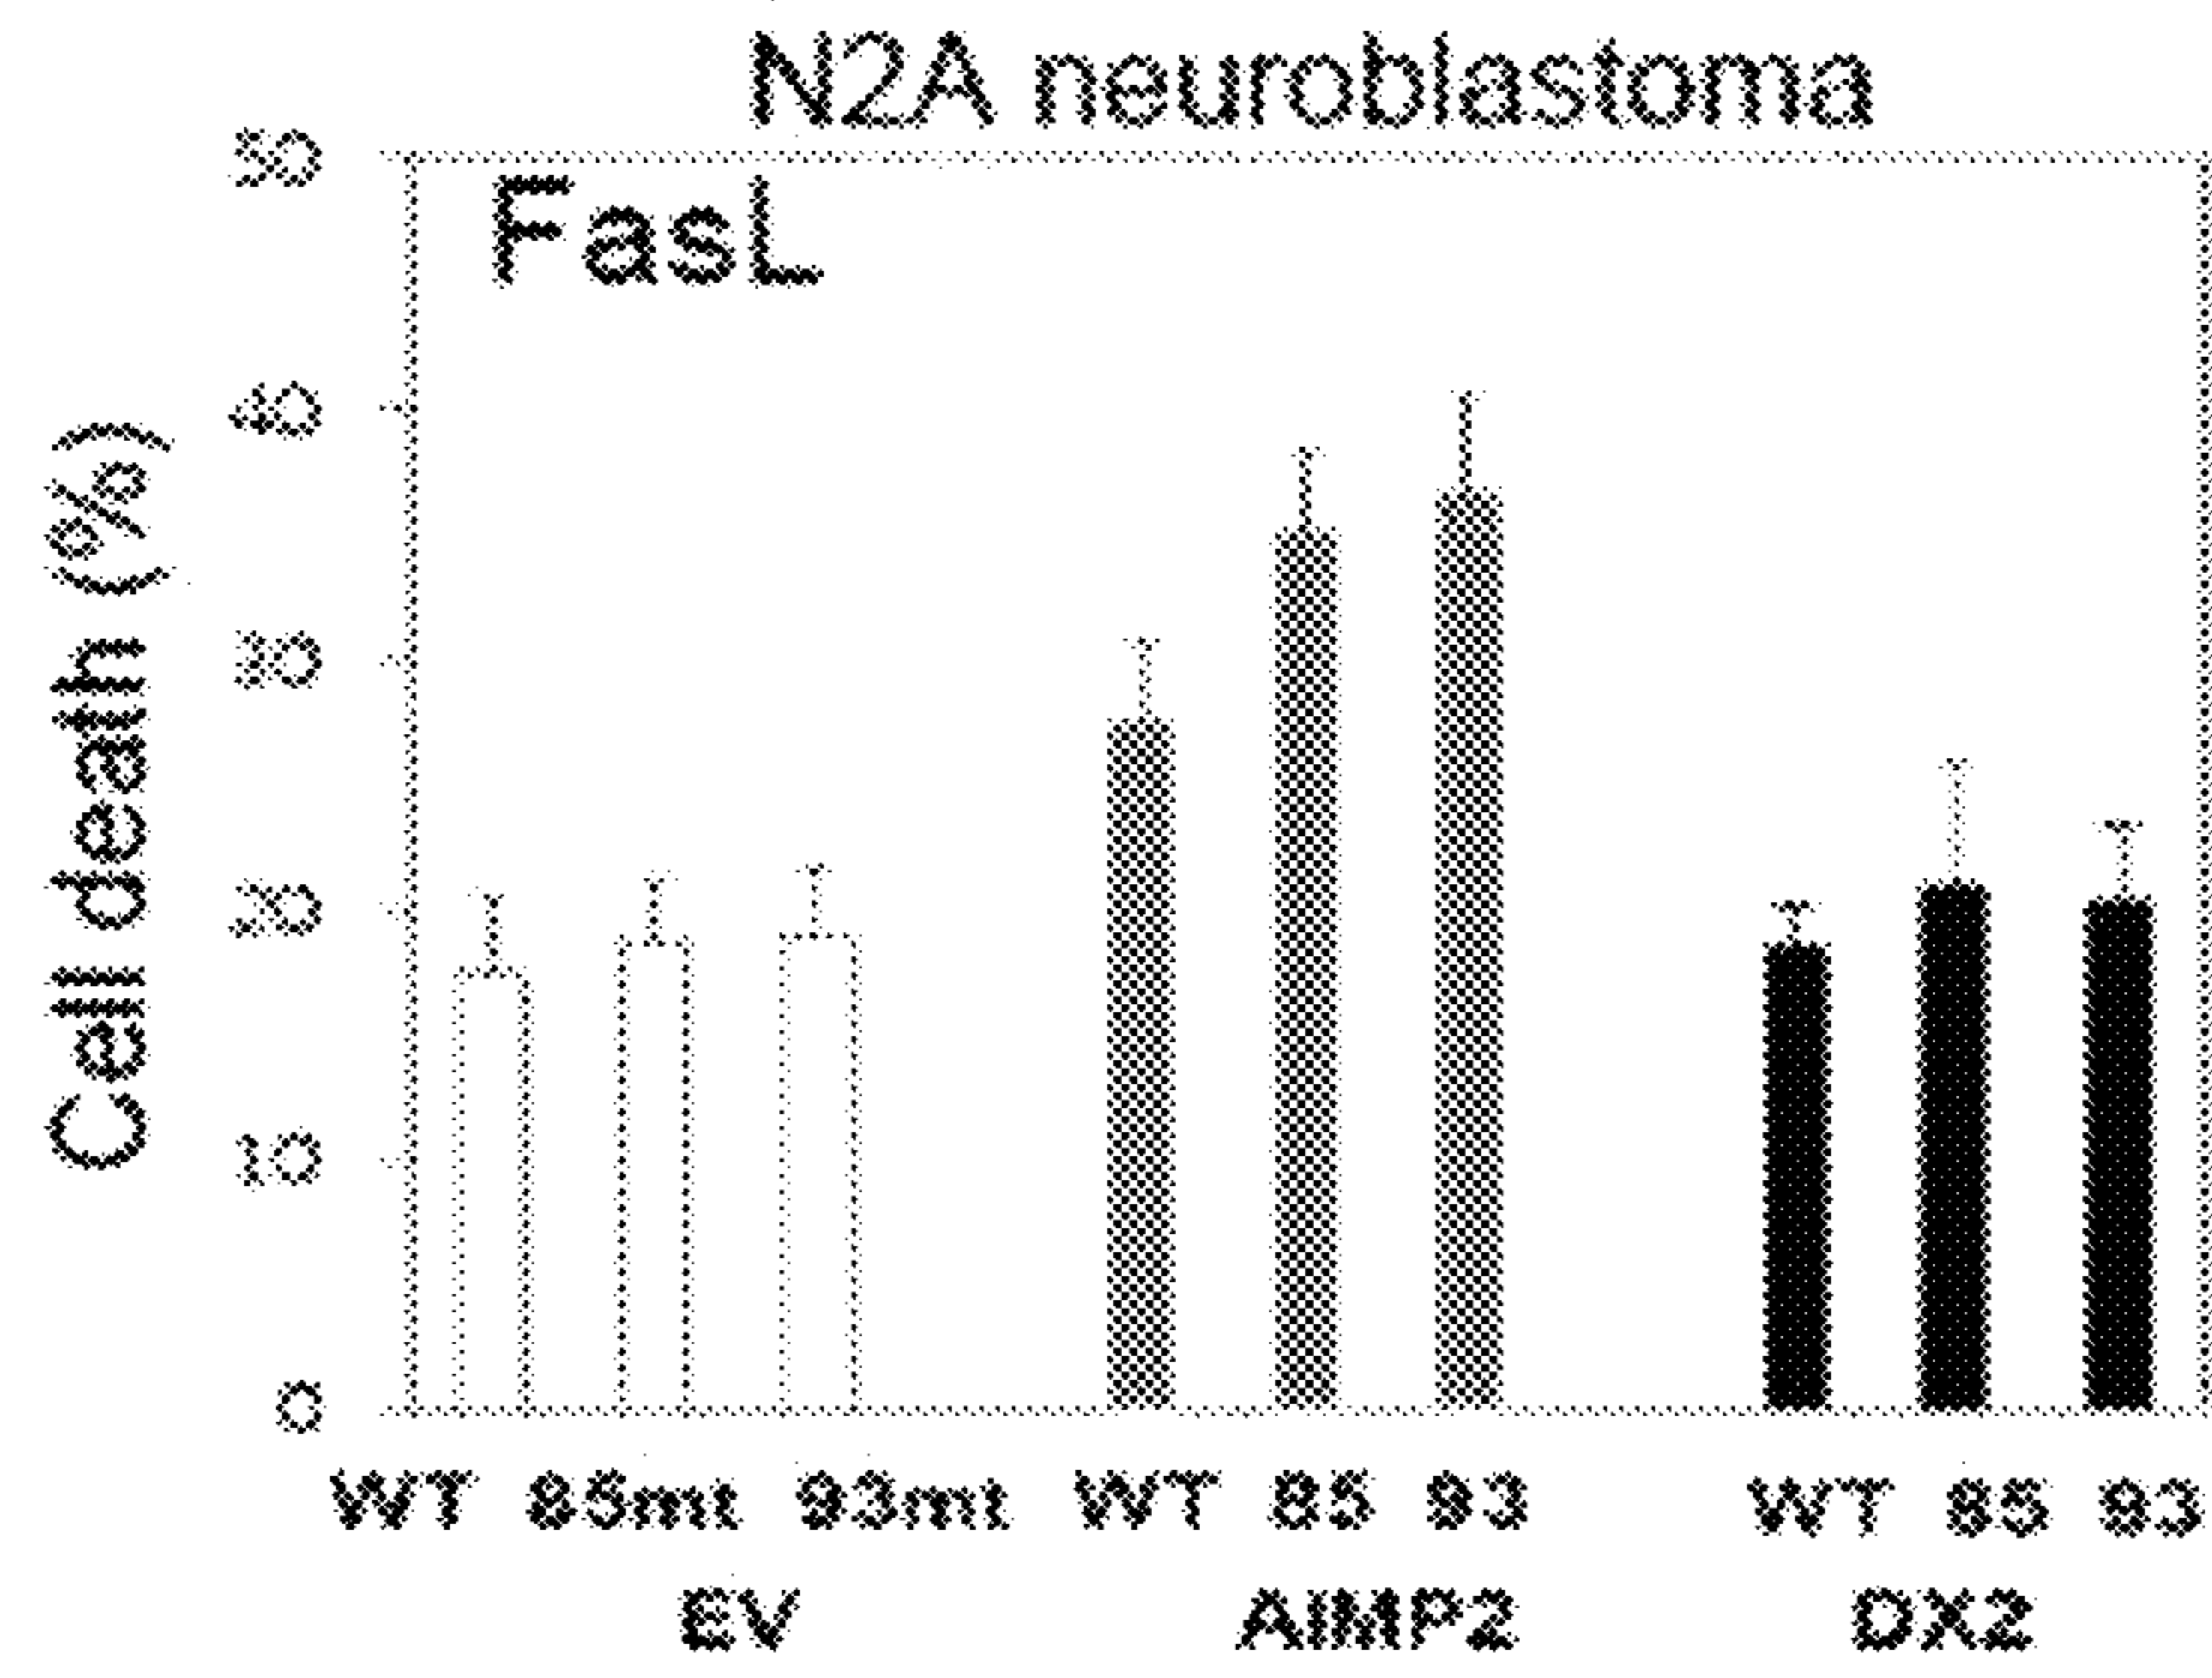 N2A neuroblastoma
FasL
Cell death (%)
50
40
30
20
10
0
WT 85mt 93mt WT 85 93 WT 85 93
EV AIMP2 DX2